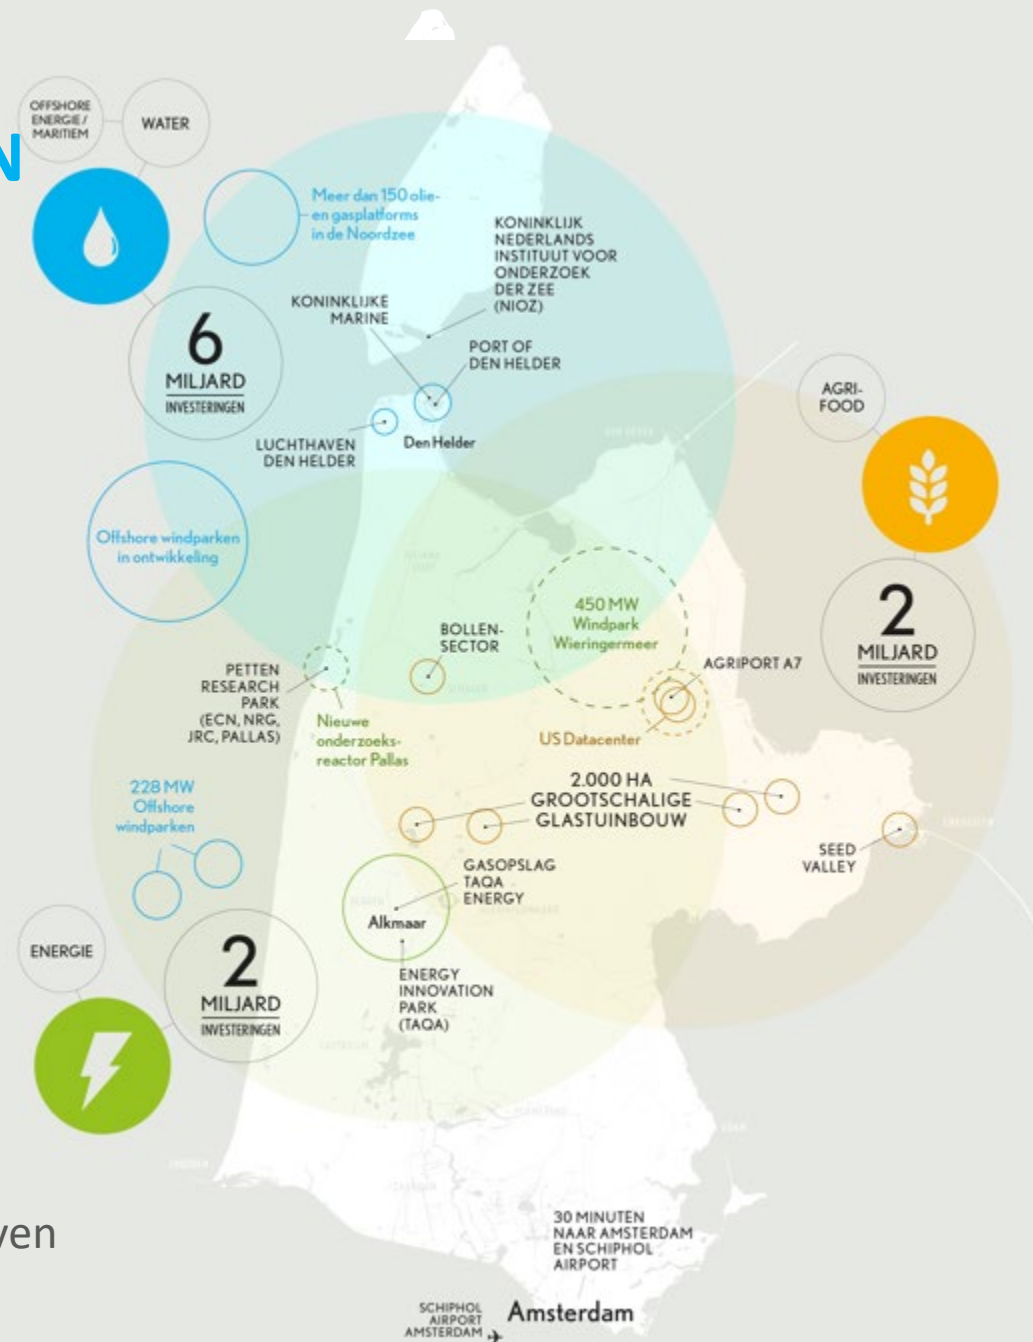 OFFSHORE
ENERGIE/
MARITIEM
WATER
N
Meer dan 150 olie-
en gasplatforms
in de Noordzee
KONINKLIJK
NEDERLANDS
INSTITUUT VOOR
ONDERZOEK
DER ZEE
(NIOZ)
KONINKLIJKE
MARINE
6
MILJARD
INVESTERINGEN
PORT OF
DEN HELDER
AGRI-
FOOD
LUCHTHAVEN
DEN HELDER
Den Helder
Offshore windparken
in ontwikkeling
2
MILJARD
INVESTERINGEN
450 MW
Windpark
Wieringermeer
BOLLEN-
SECTOR
AGRIPORT A7
PETTEN
RESEARCH
PARK
(ECN, NRG,
JRC, PALLAS)
Nieuwe
onderzoeks-
reactor Pallas
US Datacenter
228 MW
Offshore
windparken
2.000 HA
GROOTSCHALIGE
GLASTUINBOUW
SEED
VALLEY
GASOPSLAG
TAQA
ENERGY
Alkmaar
ENERGIE
2
MILJARD
INVESTERINGEN
ENERGY
INNOVATION
PARK
(TAQA)
ven
30 MINUTEN
NAAR AMSTERDAM
EN SCHIPHOL
AIRPORT
SCHIPHOL
AIRPORT
AMSTERDAM
Amsterdam